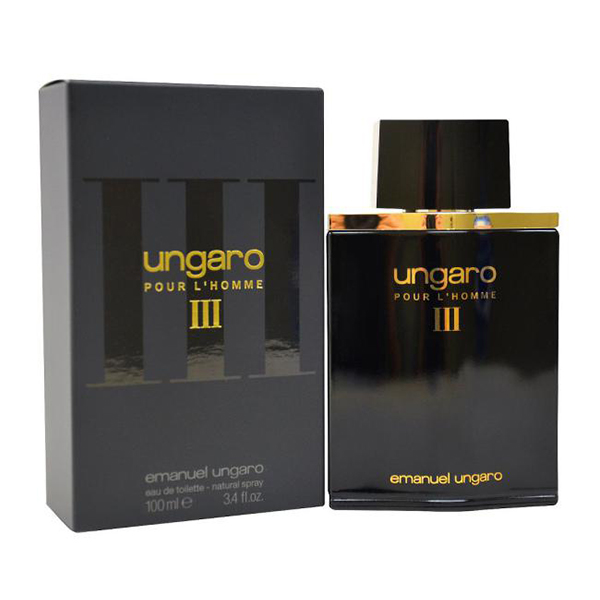 ungaro
POUR L'HOMME
III
emanuel ungaro
eau de toilette - natural spray
100 ml e 3.4 fl.oz.
ungaro
POUR L'HOMME
III
emanuel ungaro